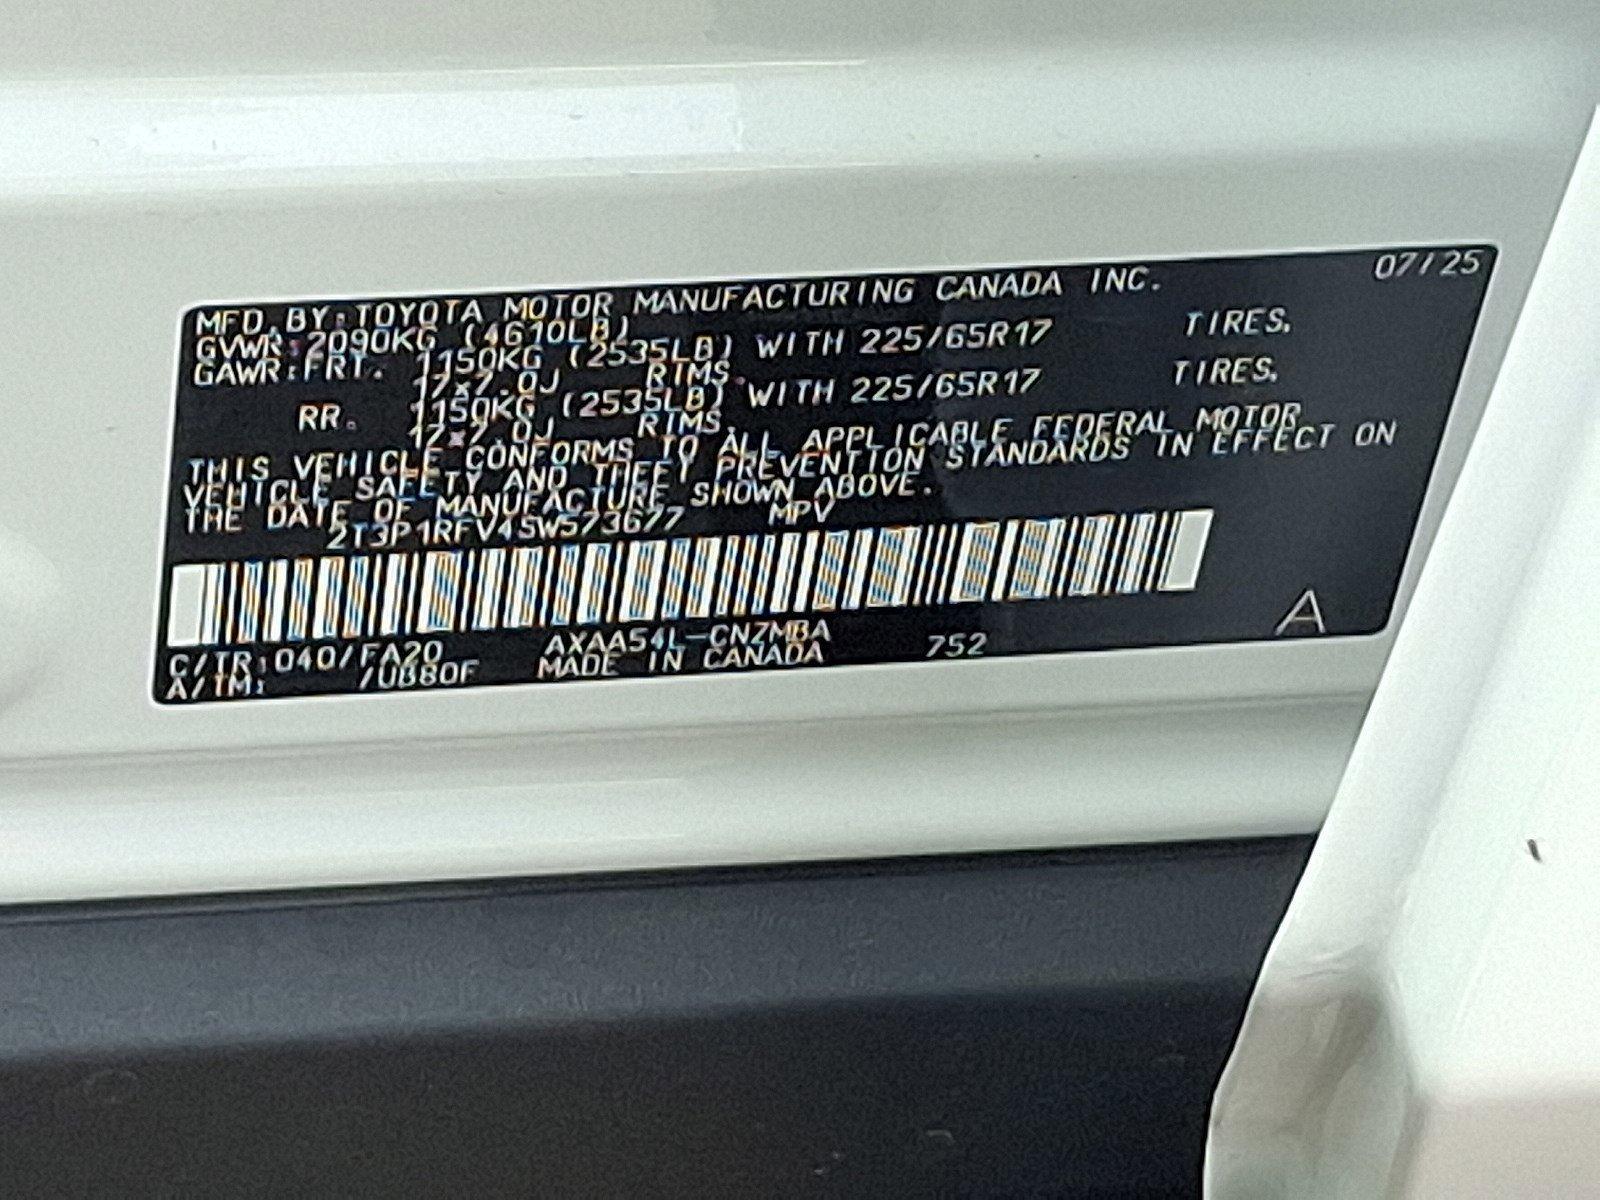 07/25
MFD. BY: TOYOTA MOTOR MANUFACTURING CANADA INC.
GVWR: 2090KG (4610LB)
GAWR: FRT. 1150KG (2535LB) WITH 225/65R17 TIRES.
17x7.0J RIMS.
RR. 1150KG (2535LB) WITH 225/65R17 TIRES.
17x7.0J RIMS.
THIS VEHICLE CONFORMS TO ALL APPLICABLE FEDERAL MOTOR
VEHICLE SAFETY AND THEFT PREVENTION STANDARDS IN EFFECT ON
THE DATE OF MANUFACTURE SHOWN ABOVE.
2T3P1RFV4SW573677 MPV
C/TR: 040/FA20 AXAA54L-CNZMBA 752
A/TM: /UB80F MADE IN CANADA
A